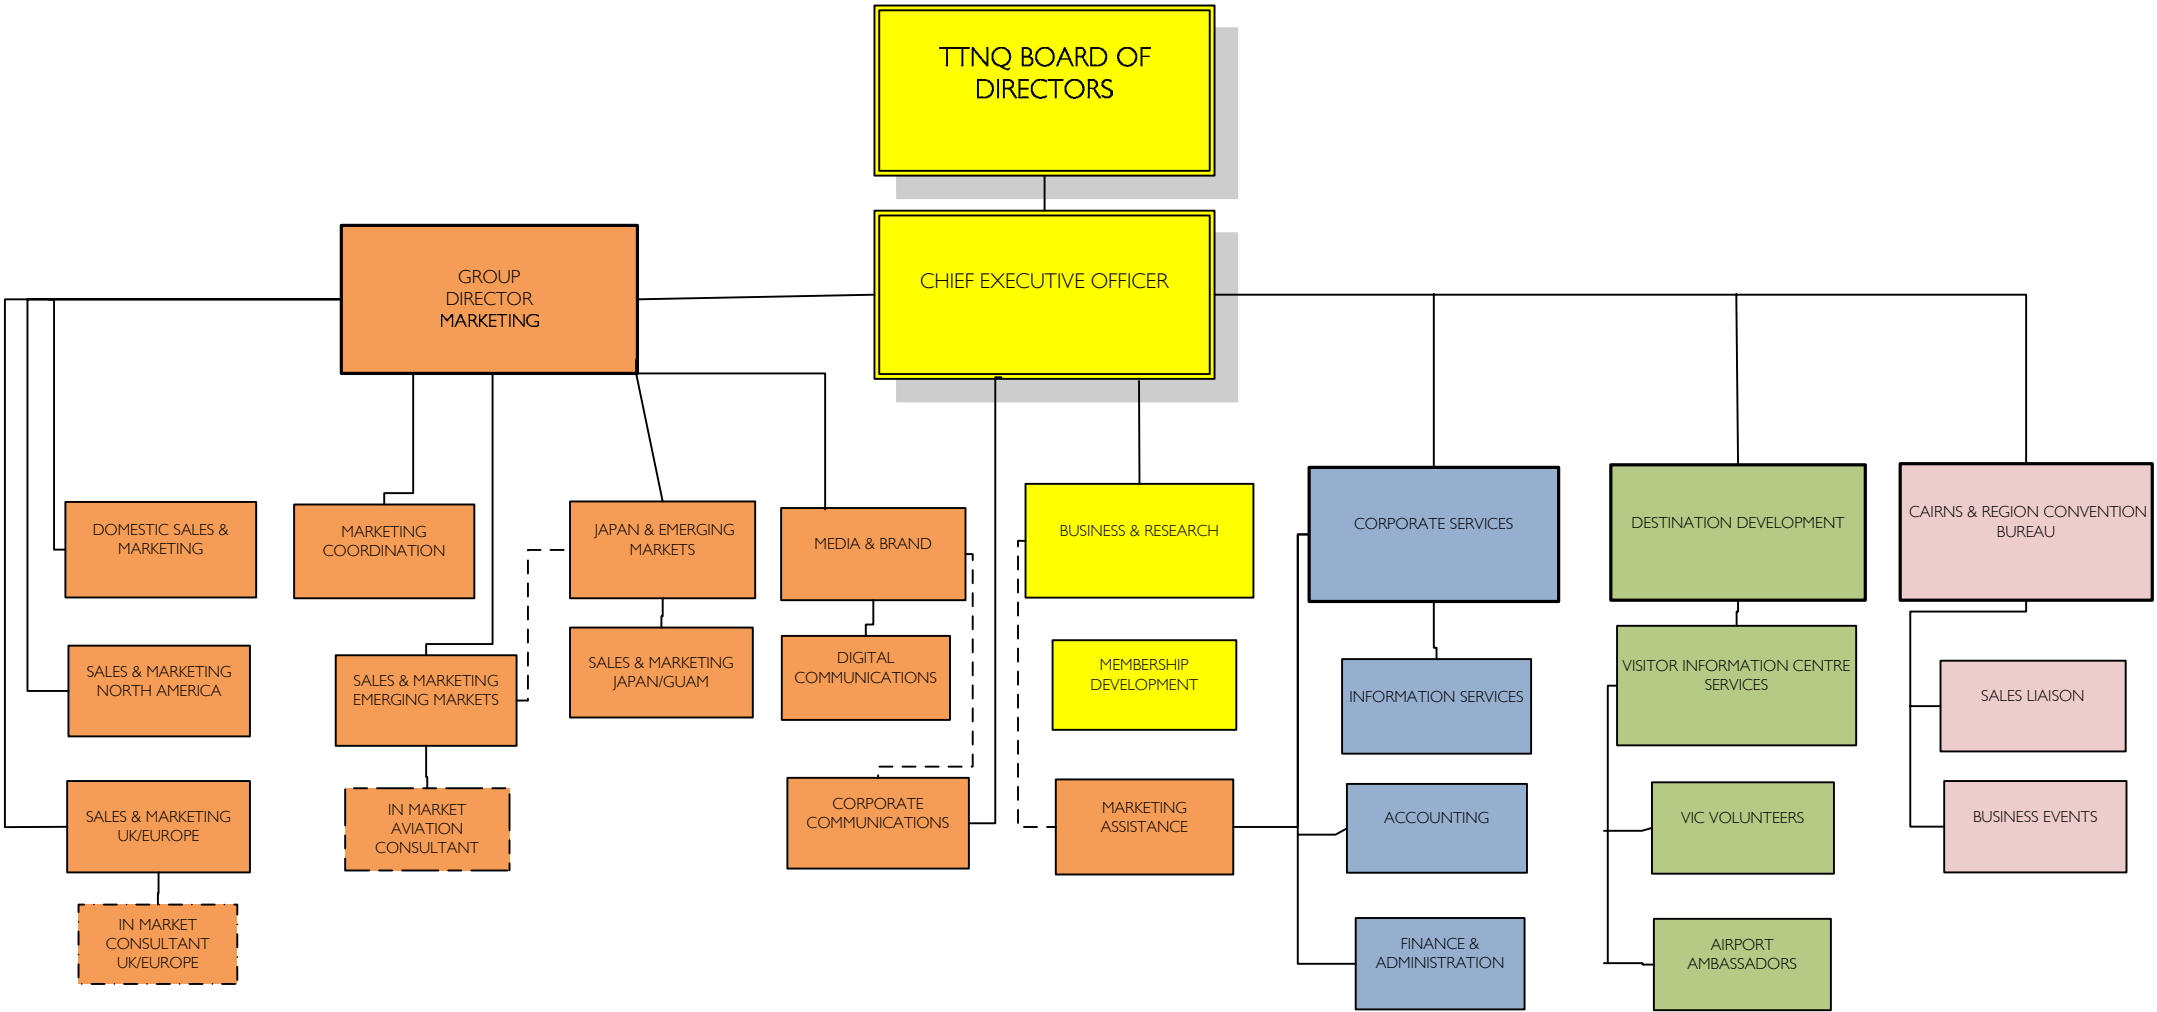 TTNQ BOARD OF
DIRECTORS
CHIEF EXECUTIVE OFFICER
GROUP
DIRECTOR
MARKETING
DOMESTIC SALES &
MARKETING
MARKETING
COORDINATION
JAPAN & EMERGING
MARKETS
MEDIA & BRAND
BUSINESS & RESEARCH
CORPORATE SERVICES
DESTINATION DEVELOPMENT
CAIRNS & REGION CONVENTION
BUREAU
SALES & MARKETING
NORTH AMERICA
SALES & MARKETING
EMERGING MARKETS
SALES & MARKETING
JAPAN/GUAM
DIGITAL
COMMUNICATIONS
MEMBERSHIP
DEVELOPMENT
INFORMATION SERVICES
VISITOR INFORMATION CENTRE
SERVICES
SALES LIAISON
SALES & MARKETING
UK/EUROPE
IN MARKET
AVIATION
CONSULTANT
CORPORATE
COMMUNICATIONS
MARKETING
ASSISTANCE
ACCOUNTING
VIC VOLUNTEERS
BUSINESS EVENTS
IN MARKET
CONSULTANT
UK/EUROPE
FINANCE &
ADMINISTRATION
AIRPORT
AMBASSADORS